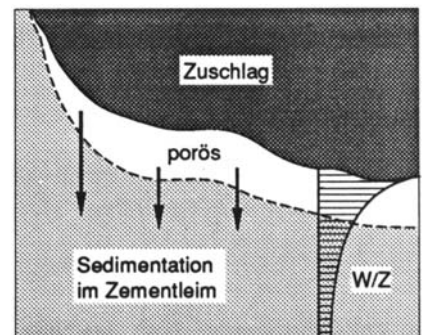 Zuschlag
porös
Sedimentation
im Zementleim
W/Z